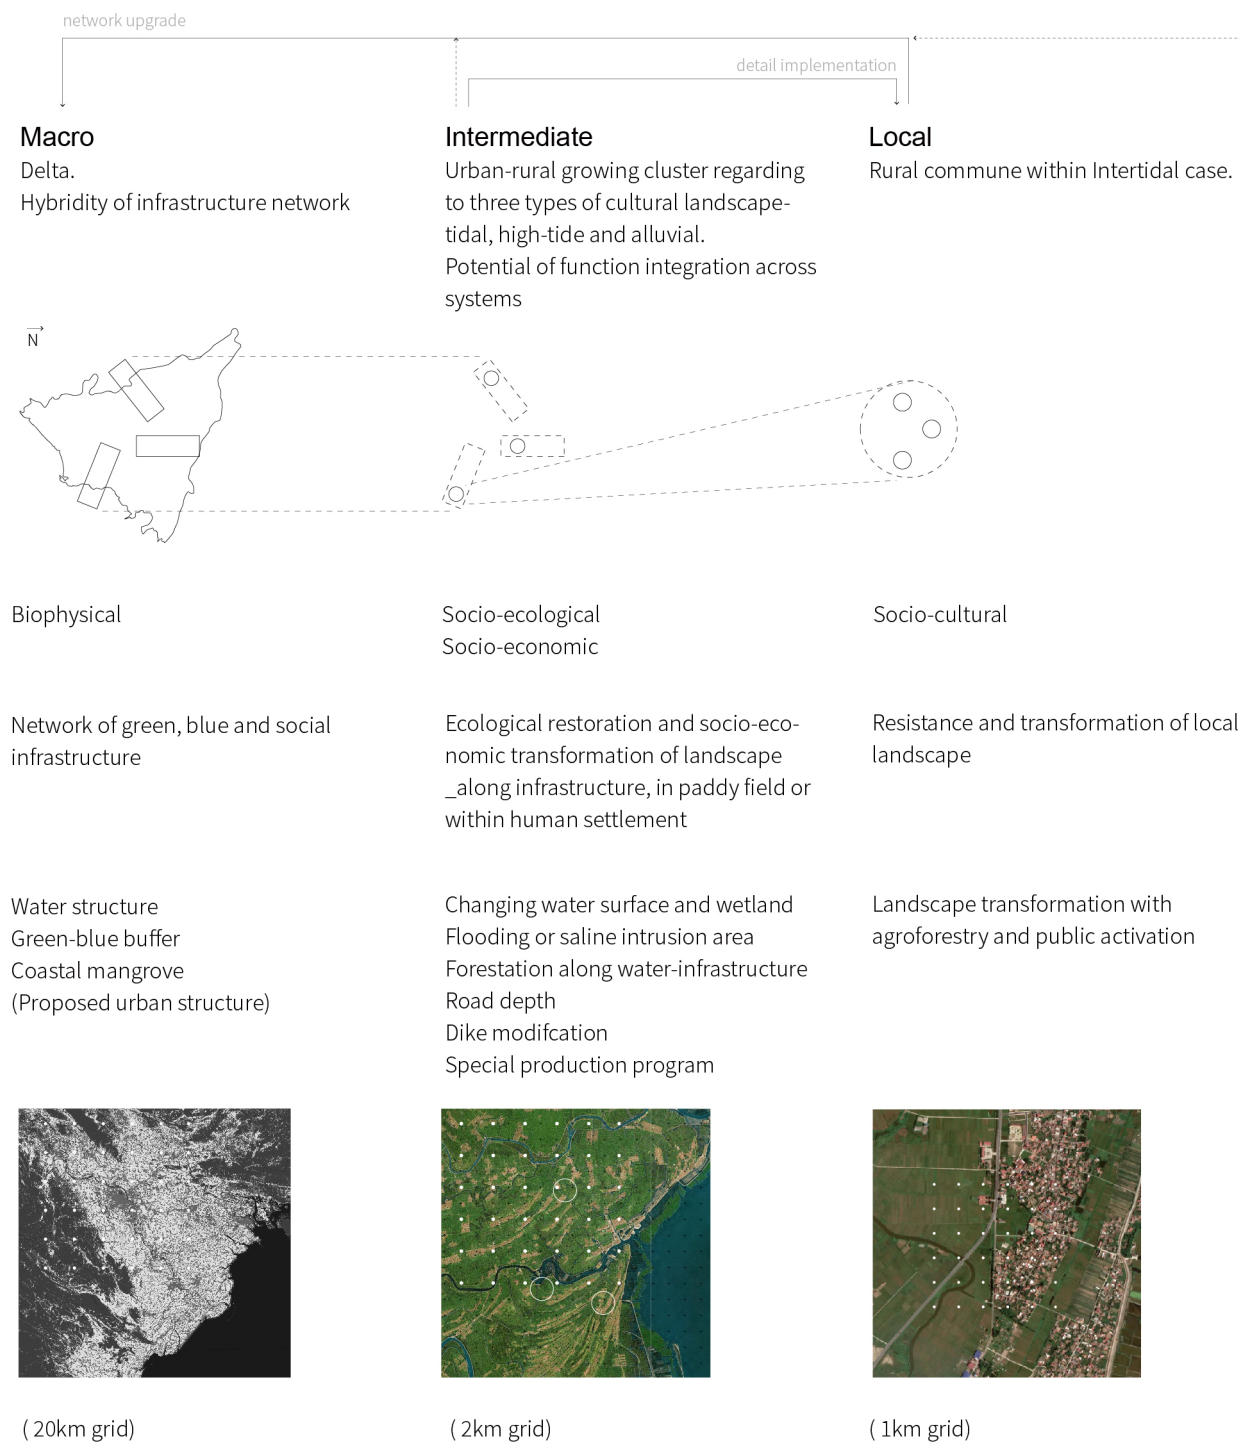 network upgrade
detail implementation
Macro
Delta.
Hybridity of infrastructure network
Intermediate
Urban-rural growing cluster regarding
to three types of cultural landscape-
tidal, high-tide and alluvial.
Potential of function integration across
systems
Local
Rural commune within Intertidal case.
N
Biophysical
Socio-ecological
Socio-economic
Socio-cultural
Network of green, blue and social
infrastructure
Ecological restoration and socio-eco-
nomic transformation of landscape
_along infrastructure, in paddy field or
within human settlement
Resistance and transformation of local
landscape
Water structure
Green-blue buffer
Coastal mangrove
(Proposed urban structure)
Changing water surface and wetland
Flooding or saline intrusion area
Forestation along water-infrastructure
Road depth
Dike modifcation
Special production program
Landscape transformation with
agroforestry and public activation
( 20km grid)
( 2km grid)
( 1km grid)